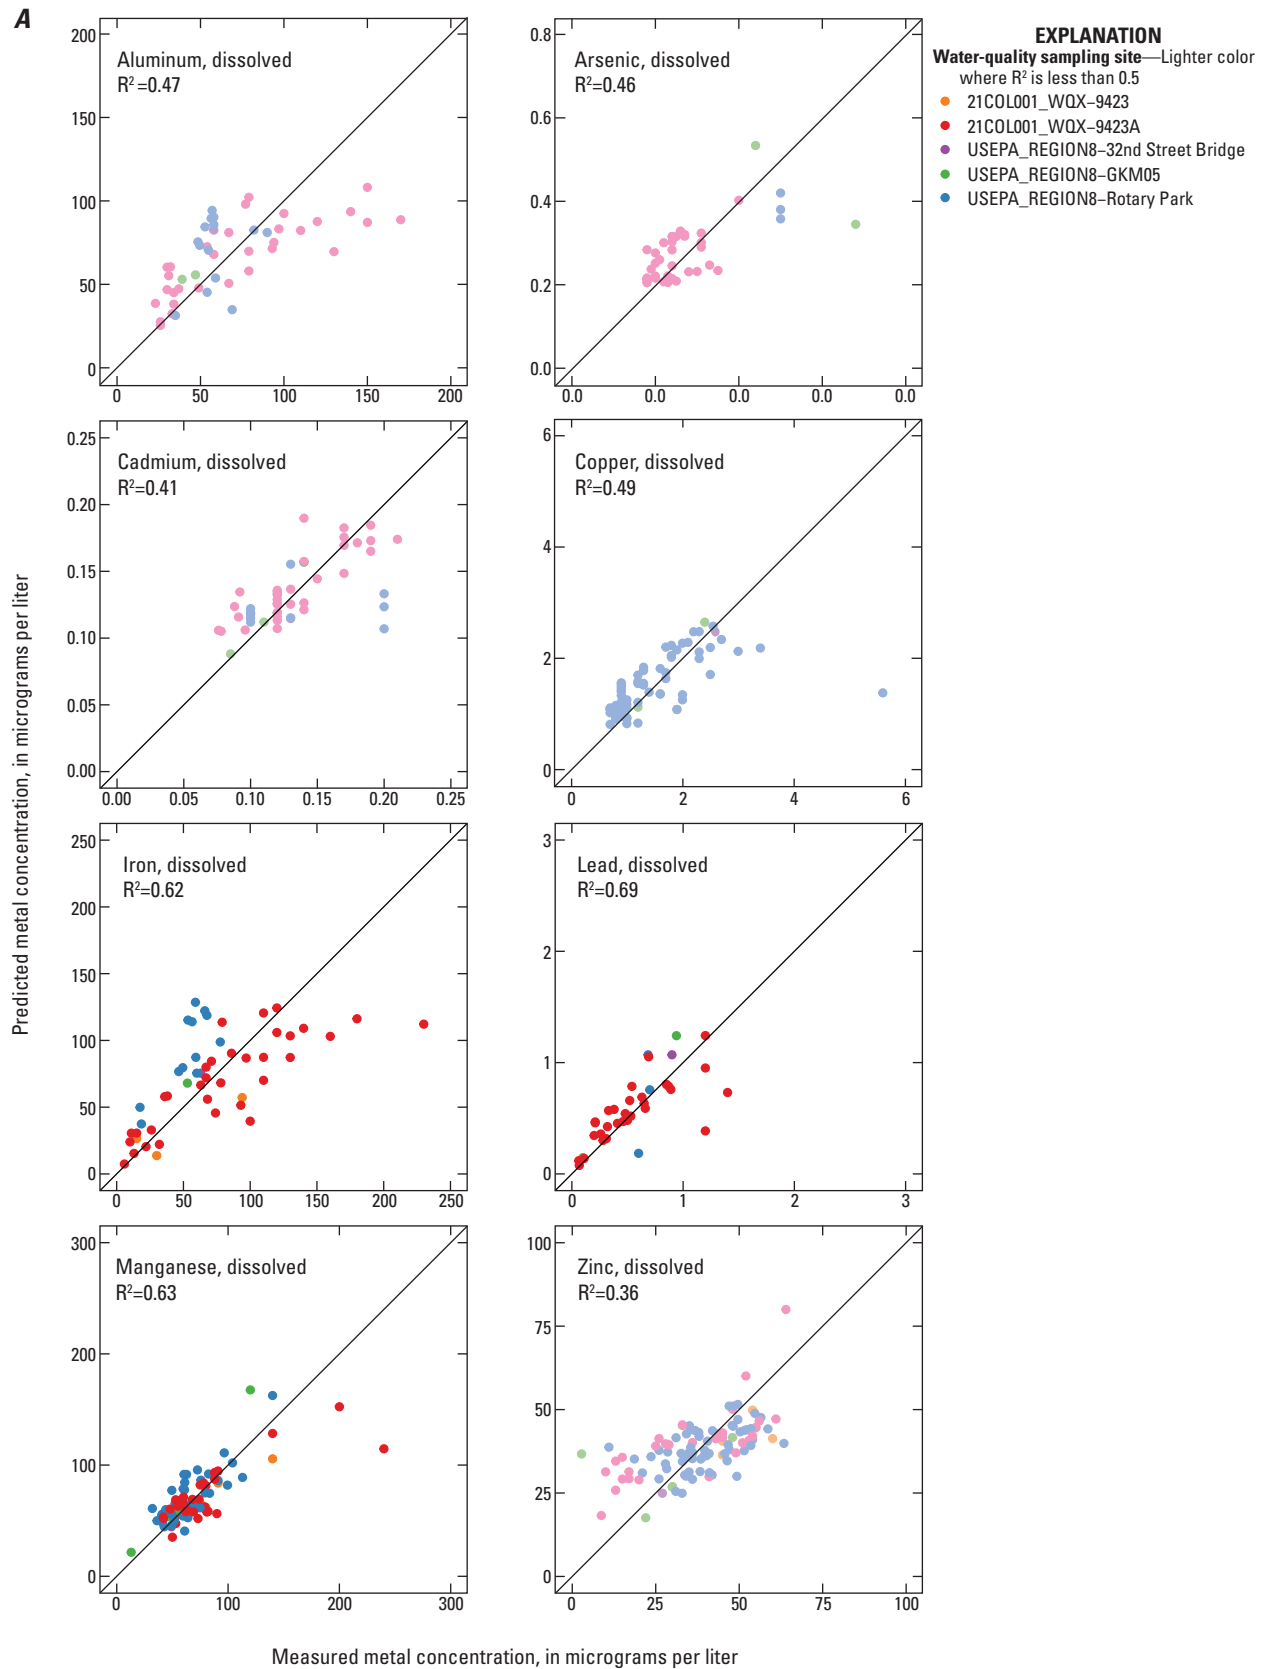 A
EXPLANATION
Water-quality sampling site—Lighter color
where R² is less than 0.5
21COL001_WQX–9423
21COL001_WQX–9423A
USEPA_REGION8–32nd Street Bridge
USEPA_REGION8–GKM05
USEPA_REGION8–Rotary Park
Predicted metal concentration, in micrograms per liter
Aluminum, dissolved
R²=0.47
200
150
100
50
0
0 50 100 150 200
Arsenic, dissolved
R²=0.46
0.8
0.6
0.4
0.2
0.0
0.0 0.0 0.0 0.0 0.0
Cadmium, dissolved
R²=0.41
0.25
0.20
0.15
0.10
0.05
0.00
0.00 0.05 0.10 0.15 0.20 0.25
Copper, dissolved
R²=0.49
6
4
2
0
0 2 4 6
Iron, dissolved
R²=0.62
250
200
150
100
50
0
0 50 100 150 200 250
Lead, dissolved
R²=0.69
3
2
1
0
0 1 2 3
Manganese, dissolved
R²=0.63
300
200
100
0
0 100 200 300
Zinc, dissolved
R²=0.36
100
75
50
25
0
0 25 50 75 100
Measured metal concentration, in micrograms per liter